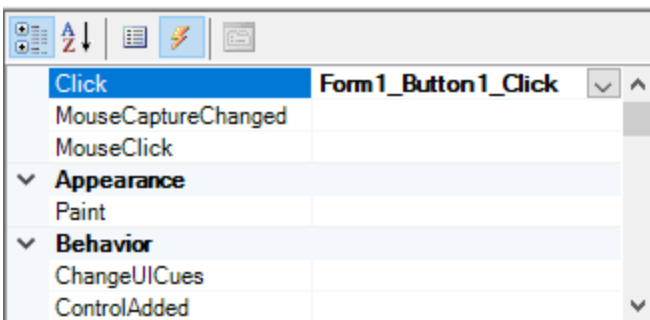 A
Z
Click Form1_Button1_Click
MouseCaptureChanged
MouseClick
Appearance
Paint
Behavior
ChangeUICues
ControlAdded